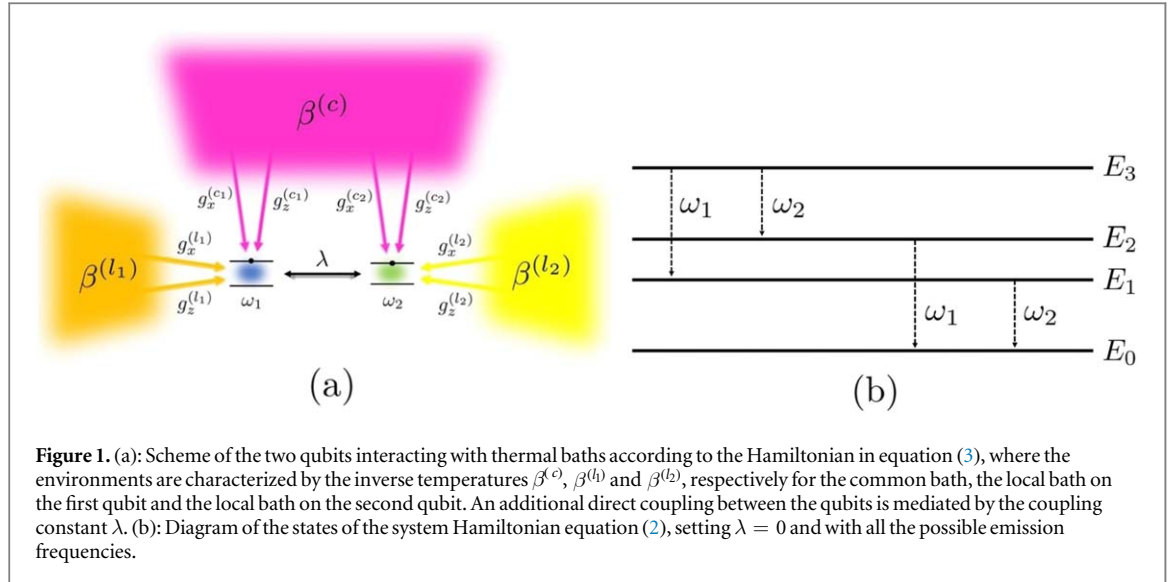 β^(c)
g_x^(c1) g_z^(c1) g_x^(c2) g_z^(c2)
β^(l1) g_x^(l1) g_z^(l1) ω1 λ ω2 g_x^(l2) g_z^(l2) β^(l2)
(a)
E3
ω1 ω2
E2
E1
ω1 ω2
E0
(b)
Figure 1. (a): Scheme of the two qubits interacting with thermal baths according to the Hamiltonian in equation (3), where the
environments are characterized by the inverse temperatures β^(c), β^(l1) and β^(l2), respectively for the common bath, the local bath on
the first qubit and the local bath on the second qubit. An additional direct coupling between the qubits is mediated by the coupling
constant λ. (b): Diagram of the states of the system Hamiltonian equation (2), setting λ = 0 and with all the possible emission
frequencies.